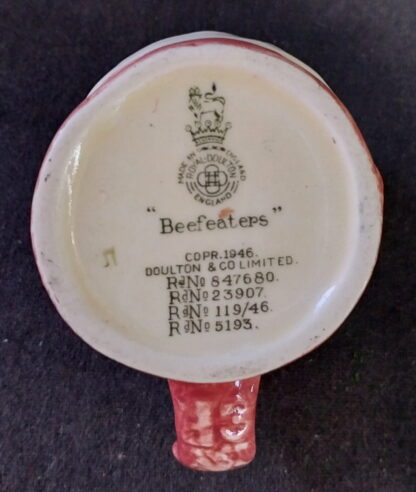 MADE IN ENGLAND
ROYAL·DOULTON
ENGLAND
"Beefeaters"
COPR.1946.
DOULTON & CO LIMITED.
RdNo 847680.
RdNo 23907.
RdNo 119/46.
RdNo 5193.